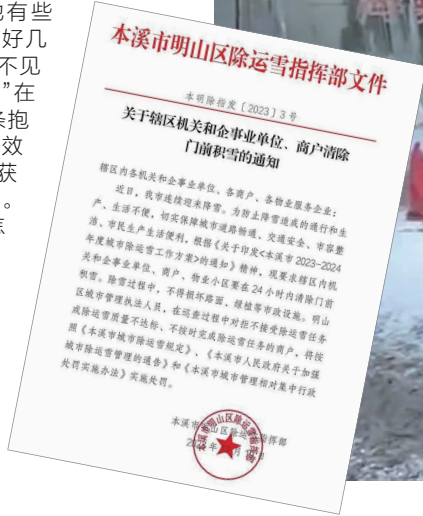 他有些
好几
不见
”在
条抱
效
获
。
本溪市明山区除运雪指挥部文件
本明除指发〔2023〕3号
关于辖区机关和企事业单位、商户清除
门前积雪的通知
辖区内各机关和企事业单位、各商户、各物业服务企业：
近日，我市连续迎来降雪。为防止降雪造成的通行和生
产、生活不便，切实保障城市道路畅通、交通安全、市容整
洁、市民生产生活便利，根据《关于印发<本溪市2023-2024
年度城市除运雪工作方案>的通知》精神，现要求辖区内机
关和企事业单位、商户、物业小区要在24小时内清除门前
积雪。除雪过程中，不得损坏路面、绿植等市政设施。明山
区城市管理执法人员，在巡查过程中对拒不接受除运雪任务
或除运雪质量不达标、不按时完成除运雪任务的商户，将按
照《本溪市城市除运雪规定》、《本溪市人民政府关于加强
城市除运雪管理的通告》和《本溪市城市管理相对集中行政
处罚实施办法》实施处罚。
本溪市明山区除运雪指挥部